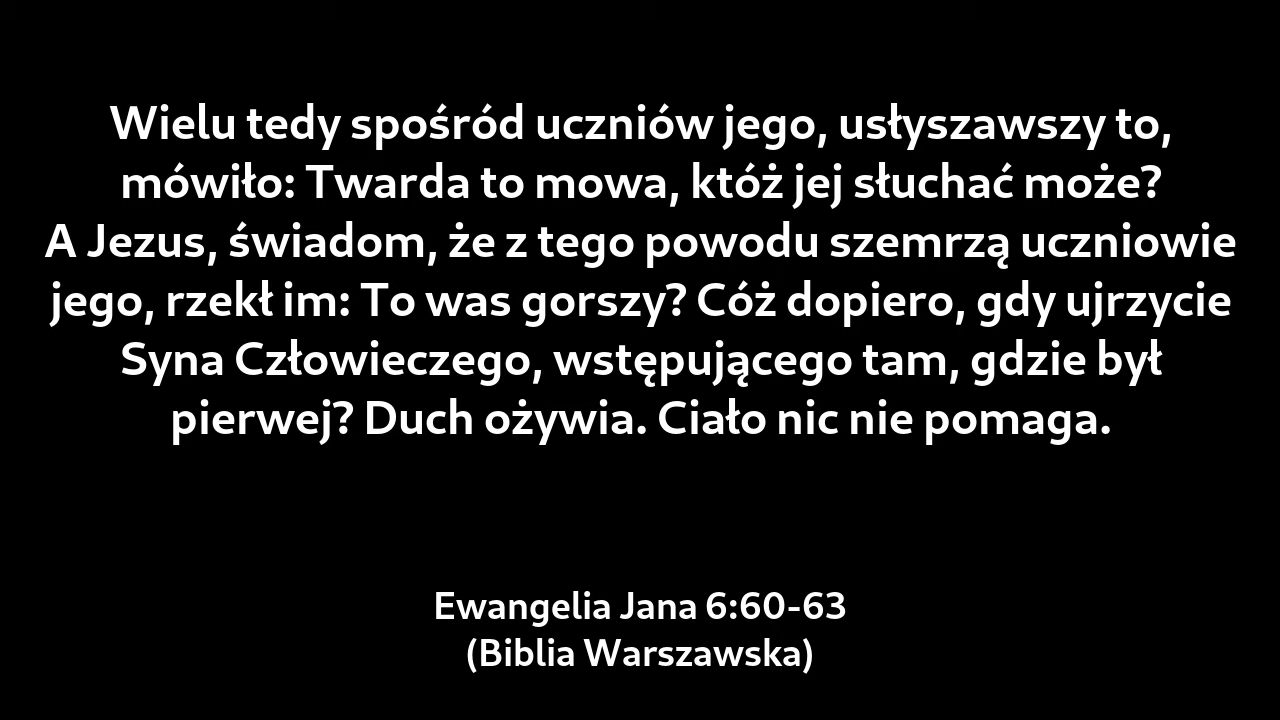 Wielu tedy spośród uczniów jego, usłyszawszy to,
mówiło: Twarda to mowa, któż jej słuchać może?
A Jezus, świadom, że z tego powodu szemrzą uczniowie
jego, rzekł im: To was gorszy? Cóż dopiero, gdy ujrzycie
Syna Człowieczego, wstępującego tam, gdzie był
pierwej? Duch ożywia. Ciało nic nie pomaga.
Ewangelia Jana 6:60-63
(Biblia Warszawska)